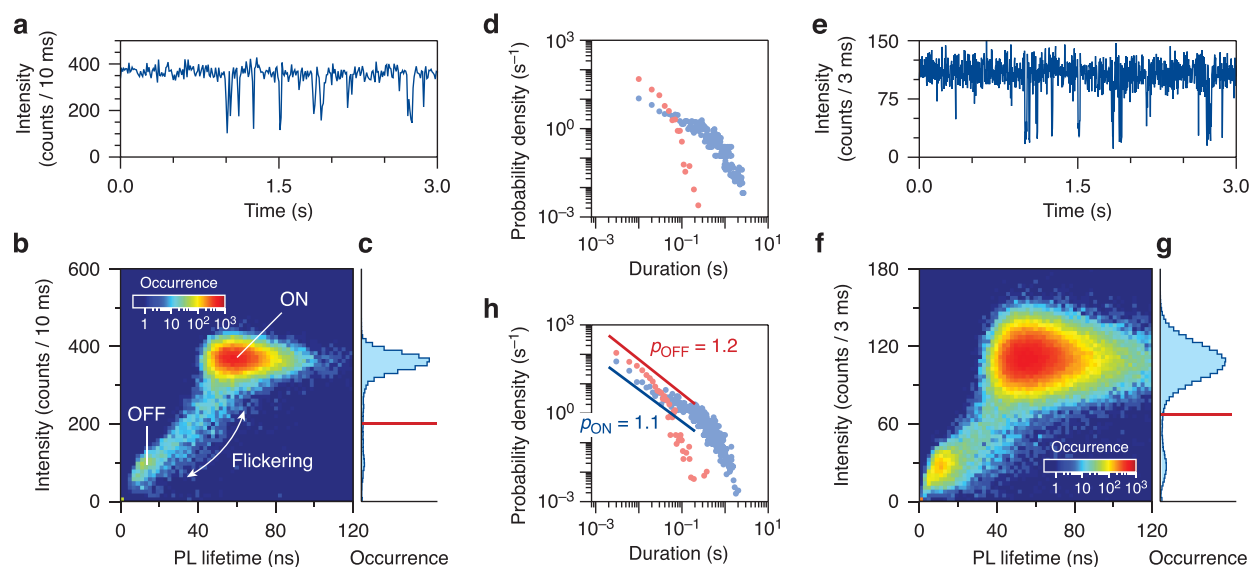 a
Intensity
(counts / 10 ms)
400
200
0
0.0
1.5
3.0
Time (s)
b
Intensity (counts / 10 ms)
600
400
200
0
Occurrence
1 10 10² 10³
ON
OFF
Flickering
0 40 80 120
PL lifetime (ns)
c
Occurrence
d
Probability density (s⁻¹)
10³
10⁰
10⁻³
10⁻³ 10⁻¹ 10¹
Duration (s)
h
Probability density (s⁻¹)
10³
10⁰
10⁻³
pOFF = 1.2
pON = 1.1
10⁻³ 10⁻¹ 10¹
Duration (s)
e
Intensity
(counts / 3 ms)
150
75
0
0.0
1.5
3.0
Time (s)
f
Intensity (counts / 3 ms)
180
120
60
0
Occurrence
1 10 10² 10³
0 40 80 120
PL lifetime (ns)
g
Occurrence